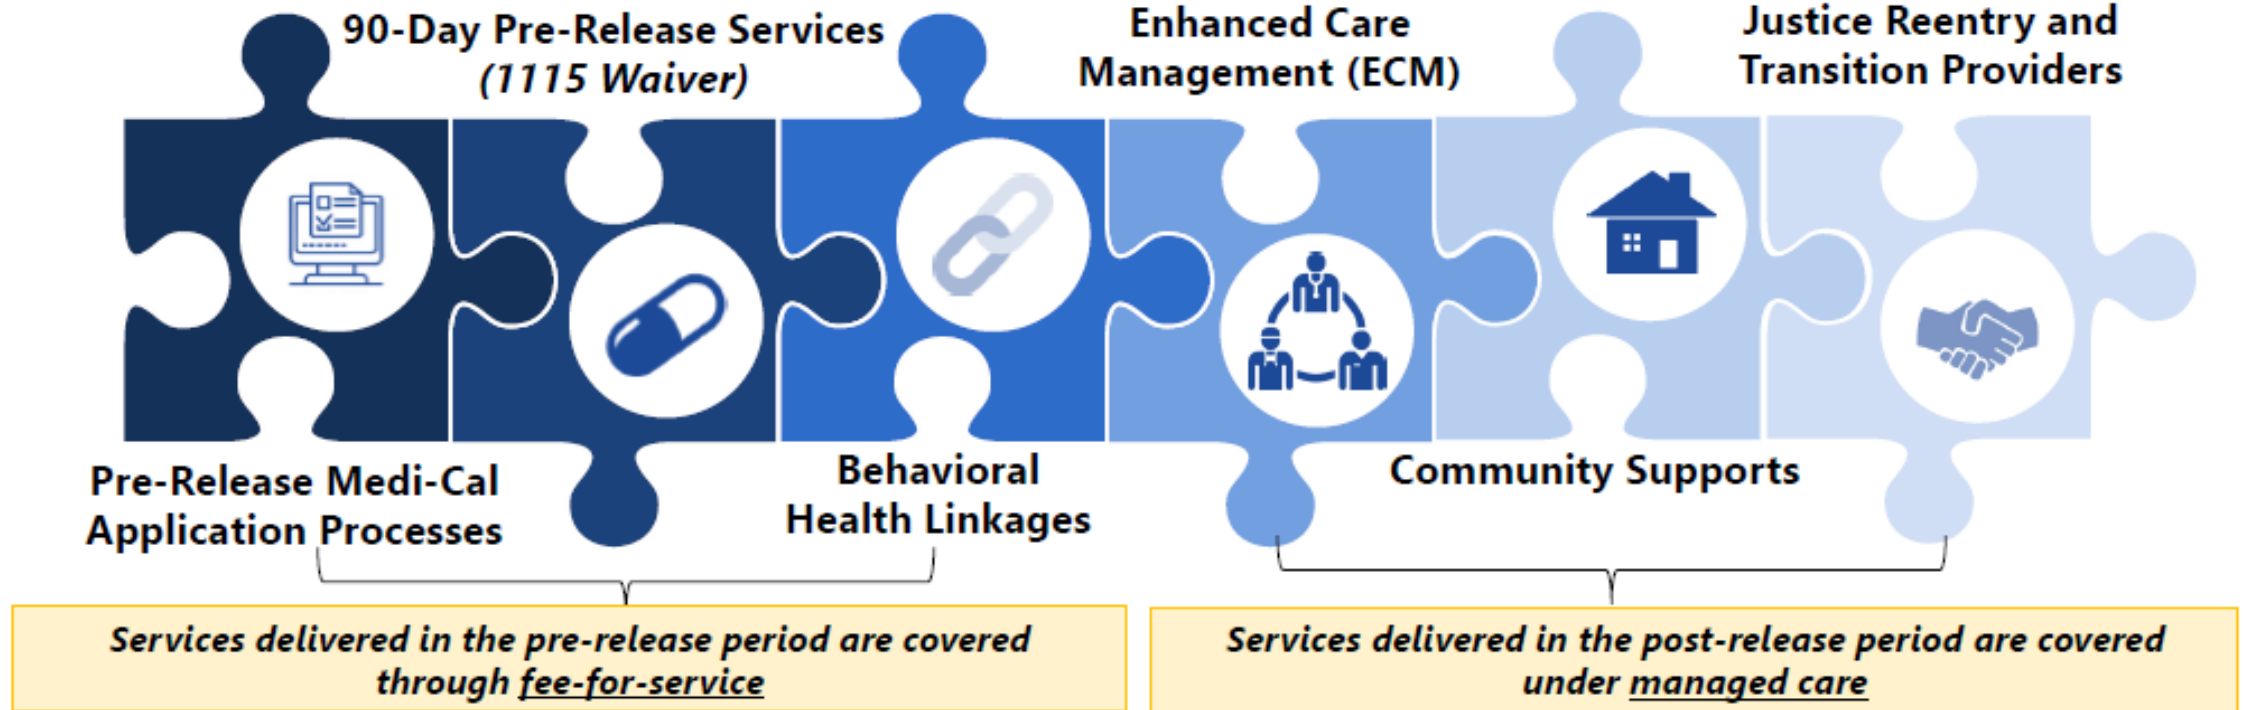 90-Day Pre-Release Services
(1115 Waiver)
Enhanced Care
Management (ECM)
Justice Reentry and
Transition Providers
Pre-Release Medi-Cal
Application Processes
Behavioral
Health Linkages
Community Supports
Services delivered in the pre-release period are covered
through fee-for-service
Services delivered in the post-release period are covered
under managed care